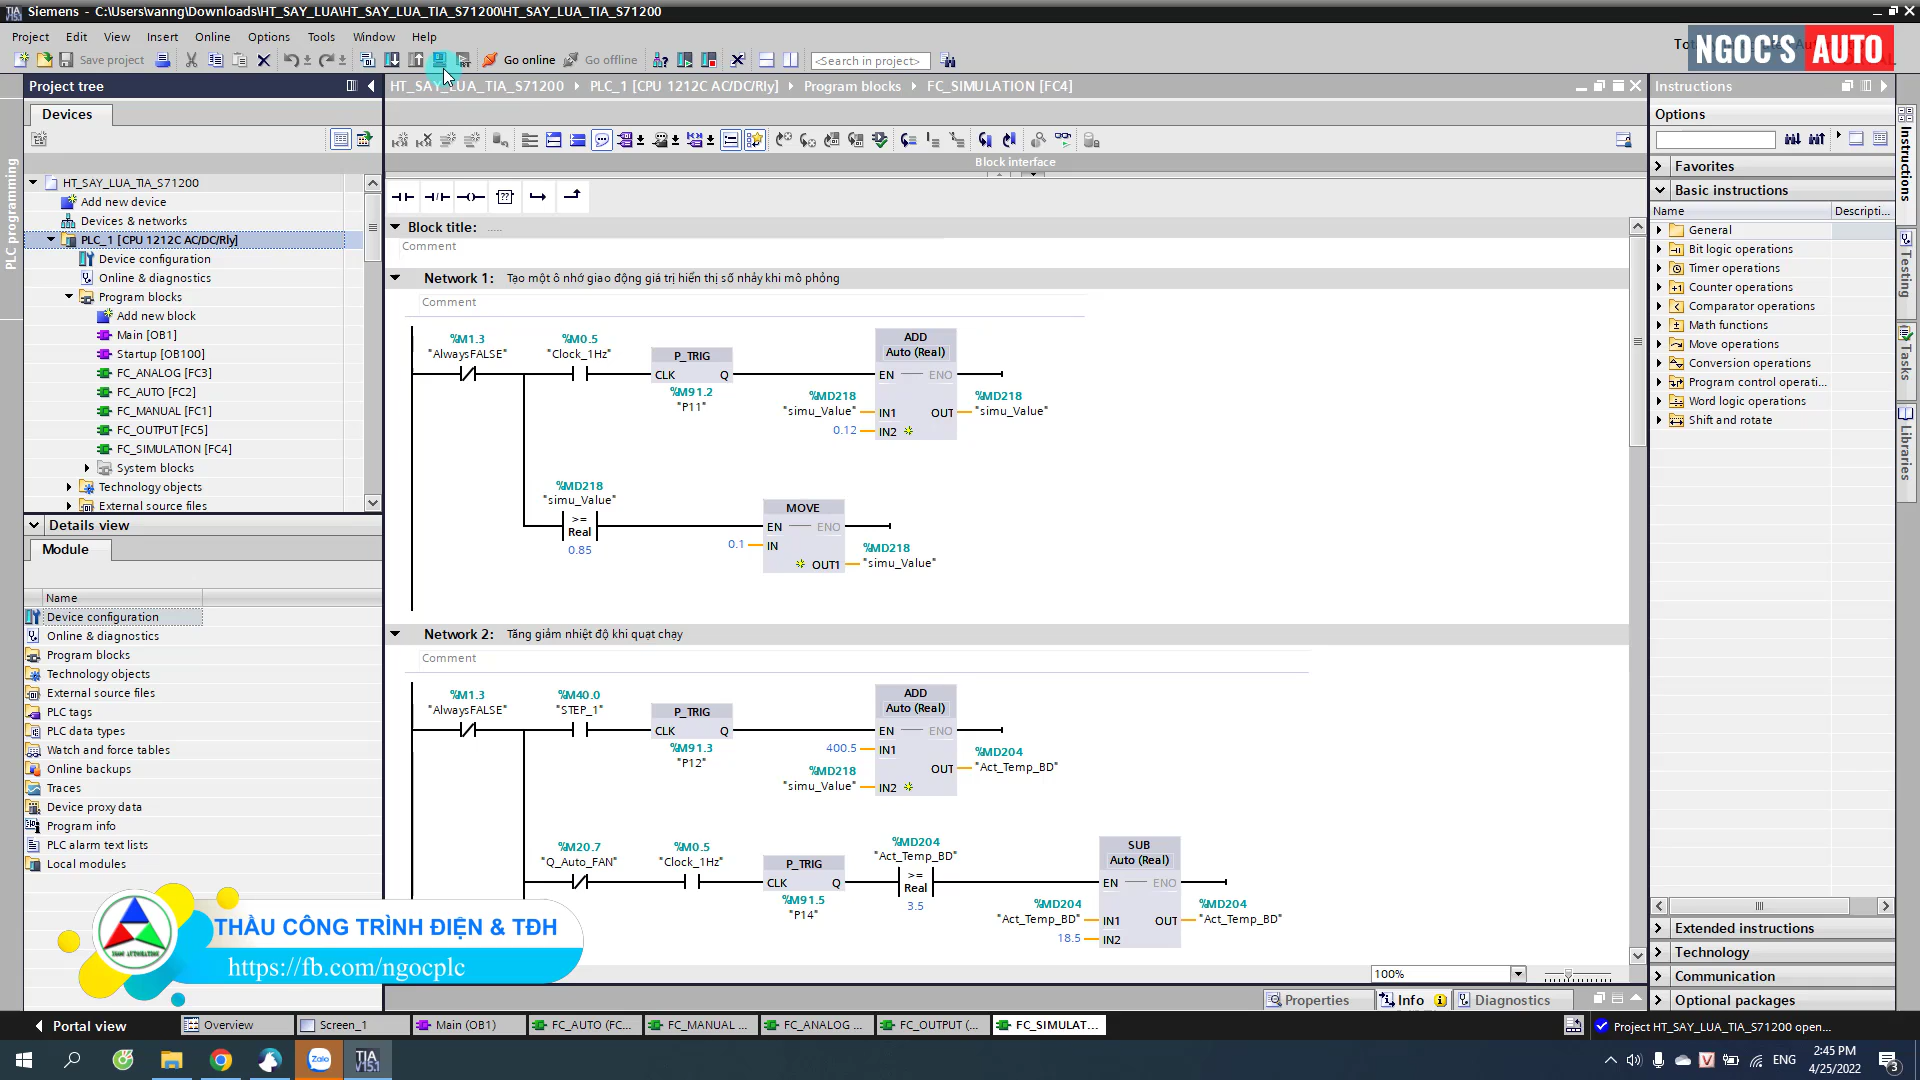 Siemens - C:\Users\vanng\Downloads\HT_SAY_LUA\HT_SAY_LUA_TIA_S71200\HT_SAY_LUA_TIA_S71200
Project Edit View Insert Online Options Tools Window Help
NGOC'S AUTO
Save project Go online Go offline <Search in project>
Project tree
HT_SAY_LUA_TIA_S71200 PLC_1 [CPU 1212C AC/DC/Rly] Program blocks FC_SIMULATION [FC4]
Instructions
Devices
Options
PLC programming
Block interface
HT_SAY_LUA_TIA_S71200
Add new device
Devices & networks
PLC_1 [CPU 1212C AC/DC/Rly]
Device configuration
Online & diagnostics
Program blocks
Add new block
Main [OB1]
Startup [OB100]
FC_ANALOG [FC3]
FC_AUTO [FC2]
FC_MANUAL [FC1]
FC_OUTPUT [FC5]
FC_SIMULATION [FC4]
System blocks
Technology objects
External source files
Details view
Module
Name
Device configuration
Online & diagnostics
Program blocks
Technology objects
External source files
PLC tags
PLC data types
Watch and force tables
Online backups
Traces
Device proxy data
Program info
PLC alarm text lists
Local modules
Block title: .....
Comment
Network 1: Tạo một ô nhớ giao động giá trị hiển thị số nhảy khi mô phỏng
Comment
%M1.3
"AlwaysFALSE"
%M0.5
"Clock_1Hz"
P_TRIG
CLK Q
%M91.2
"P11"
ADD
Auto (Real)
EN ENO
%MD218
"simu_Value" IN1
0.12 IN2
OUT
%MD218
"simu_Value"
%MD218
"simu_Value"
>=
Real
0.85
MOVE
EN ENO
0.1 IN
OUT1
%MD218
"simu_Value"
Network 2: Tăng giảm nhiệt độ khi quạt chạy
Comment
%M1.3
"AlwaysFALSE"
%M40.0
"STEP_1"
P_TRIG
CLK Q
%M91.3
"P12"
ADD
Auto (Real)
EN ENO
400.5 IN1
%MD218
"simu_Value" IN2
OUT
%MD204
"Act_Temp_BD"
%M20.7
"Q_Auto_FAN"
%M0.5
"Clock_1Hz"
P_TRIG
CLK Q
%M91.5
"P14"
%MD204
"Act_Temp_BD"
>=
Real
3.5
SUB
Auto (Real)
EN ENO
%MD204
"Act_Temp_BD" IN1
18.5 IN2
OUT
%MD204
"Act_Temp_BD"
100%
Favorites
Basic instructions
Name Descripti...
General
Bit logic operations
Timer operations
Counter operations
Comparator operations
Math functions
Move operations
Conversion operations
Program control operati...
Word logic operations
Shift and rotate
Extended instructions
Technology
Communication
Optional packages
Instructions
Testing
Tasks
Libraries
THẦU CÔNG TRÌNH ĐIỆN & TĐH
https://fb.com/ngocplc
NGOC AUTOMATION
Properties Info Diagnostics
Portal view Overview Screen_1 Main (OB1) FC_AUTO (FC... FC_MANUAL ... FC_ANALOG ... FC_OUTPUT (... FC_SIMULAT... Project HT_SAY_LUA_TIA_S71200 open...
Zalo
TIA
V15.1
ENG
2:45 PM
4/25/2022
3